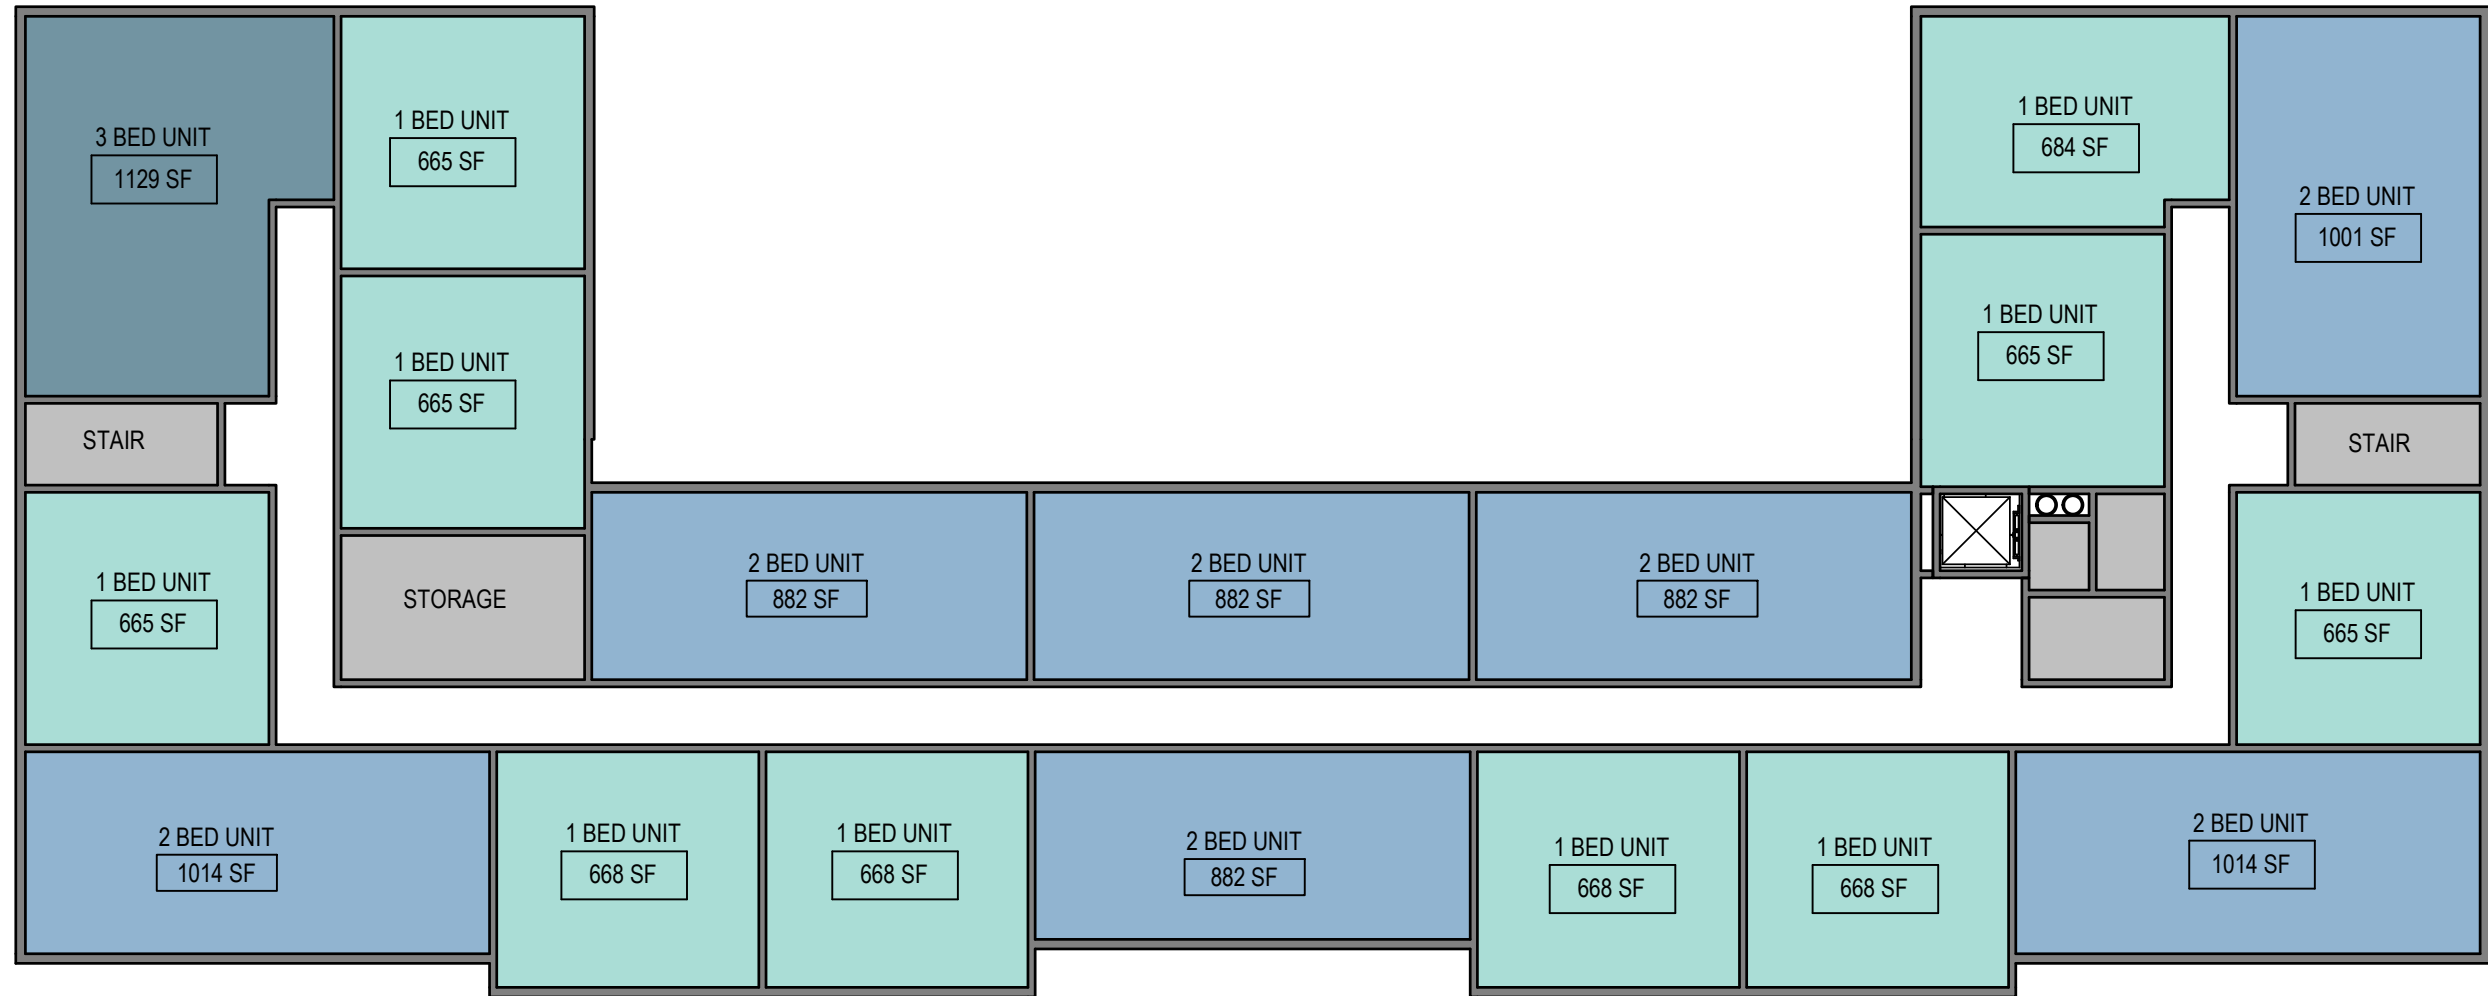 3 BED UNIT
1129 SF
1 BED UNIT
665 SF
1 BED UNIT
684 SF
2 BED UNIT
1001 SF
1 BED UNIT
665 SF
1 BED UNIT
665 SF
STAIR
STAIR
1 BED UNIT
665 SF
STORAGE
2 BED UNIT
882 SF
2 BED UNIT
882 SF
2 BED UNIT
882 SF
1 BED UNIT
665 SF
2 BED UNIT
1014 SF
1 BED UNIT
668 SF
1 BED UNIT
668 SF
2 BED UNIT
882 SF
1 BED UNIT
668 SF
1 BED UNIT
668 SF
2 BED UNIT
1014 SF